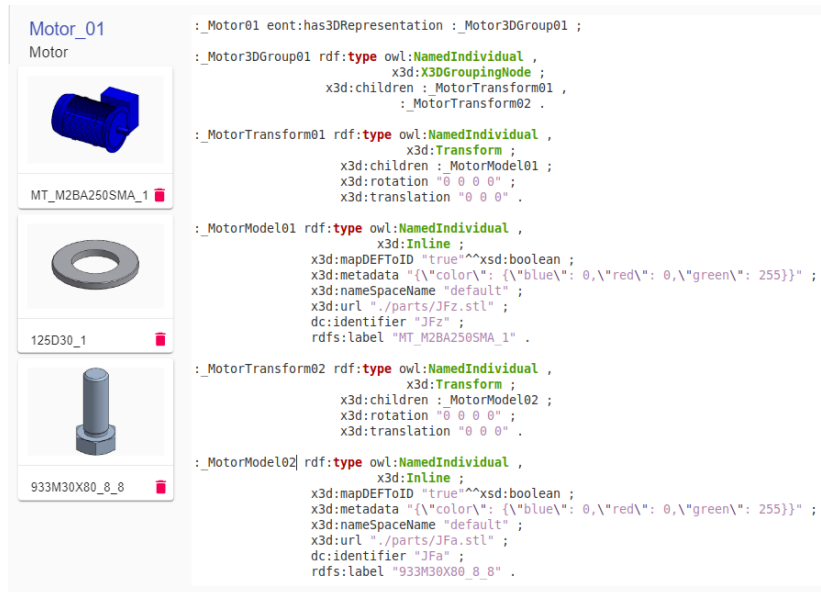 Motor_01
Motor
MT_M2BA250SMA_1
125D30_1
933M30X80_8_8
:_Motor01 eont:has3DRepresentation :_Motor3DGroup01 ;
:_Motor3DGroup01 rdf:type owl:NamedIndividual ,
x3d:X3DGroupingNode ;
x3d:children :_MotorTransform01 ,
:_MotorTransform02 .
:_MotorTransform01 rdf:type owl:NamedIndividual ,
x3d:Transform ;
x3d:children :_MotorModel01 ;
x3d:rotation "0 0 0 0" ;
x3d:translation "0 0 0" .
:_MotorModel01 rdf:type owl:NamedIndividual ,
x3d:Inline ;
x3d:mapDEFToID "true"^^xsd:boolean ;
x3d:metadata "{\"color\": {\"blue\": 0,\"red\": 0,\"green\": 255}}" ;
x3d:nameSpaceName "default" ;
x3d:url "./parts/JFz.stl" ;
dc:identifier "JFz" ;
rdfs:label "MT_M2BA250SMA_1" .
:_MotorTransform02 rdf:type owl:NamedIndividual ,
x3d:Transform ;
x3d:children :_MotorModel02 ;
x3d:rotation "0 0 0 0" ;
x3d:translation "0 0 0" .
:_MotorModel02 rdf:type owl:NamedIndividual ,
x3d:Inline ;
x3d:mapDEFToID "true"^^xsd:boolean ;
x3d:metadata "{\"color\": {\"blue\": 0,\"red\": 0,\"green\": 255}}" ;
x3d:nameSpaceName "default" ;
x3d:url "./parts/JFa.stl" ;
dc:identifier "JFa" ;
rdfs:label "933M30X80_8_8" .